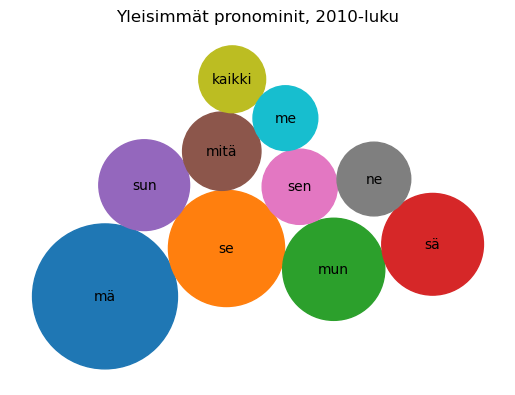 Yleisimmät pronominit, 2010-luku
kaikki
me
mitä
ne
sun
sen
sä
se
mun
mä